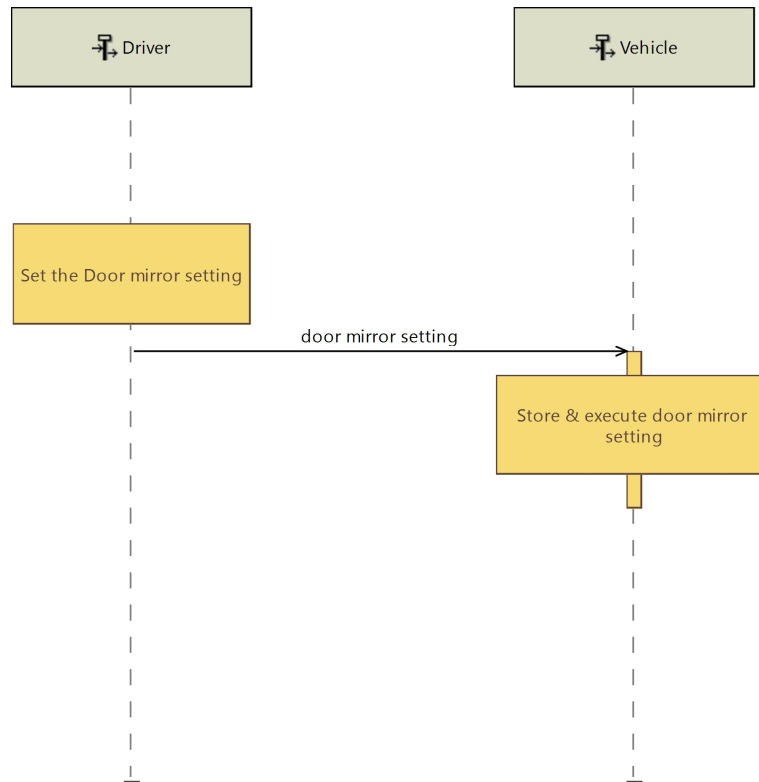 Driver
Vehicle
Set the Door mirror setting
door mirror setting
Store & execute door mirror
setting